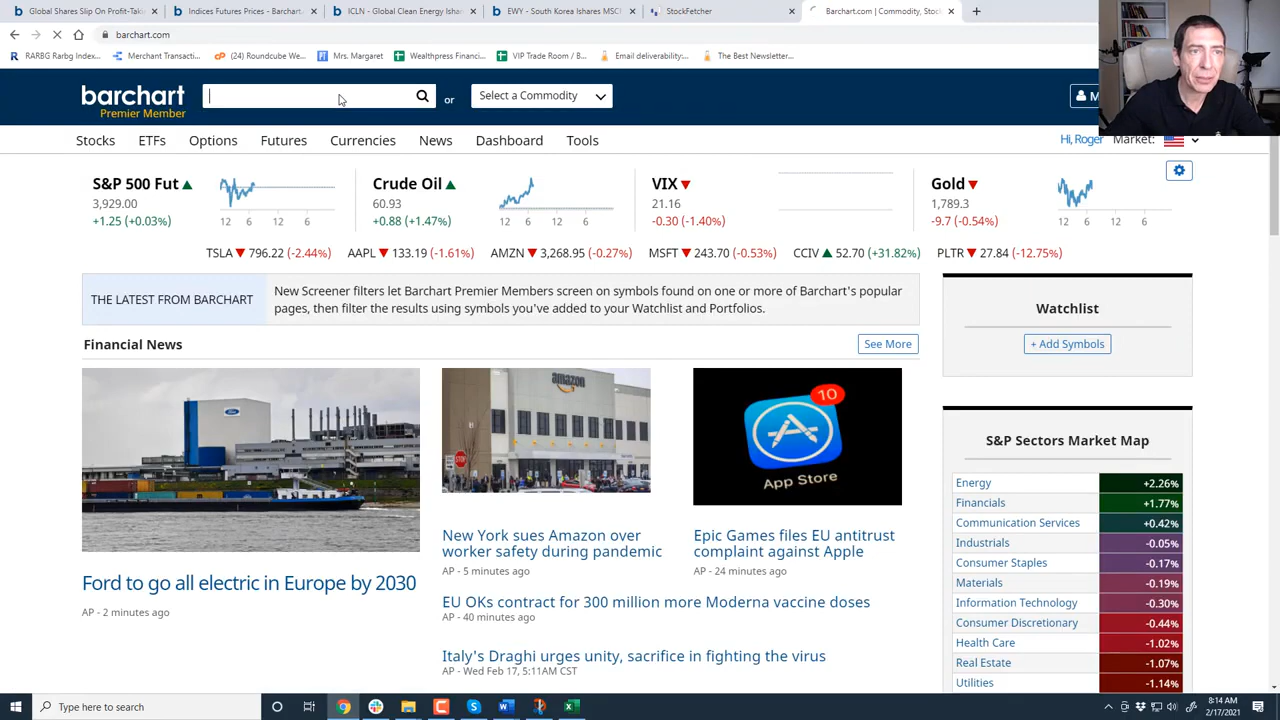 Global Shares Slip on Profit-Tak
Indices Futures Prices - Barchart.
ICLN - Global Clean Energy iShare
EWY - South Korea iShares MSCI
StockFetcher
Barchart.com | Commodity, Stock
barchart.com
RARBG Rarbg Index...
Merchant Transacti...
(24) Roundcube We...
Mrs. Margaret
Wealthpress Financi...
VIP Trade Room / B...
Email deliverability:...
The Best Newsletter...
barchart
Premier Member
or
Select a Commodity
M
Stocks
ETFs
Options
Futures
Currencies
News
Dashboard
Tools
Hi, Roger
Market:
S&P 500 Fut
3,929.00
+1.25 (+0.03%)
12 6 12 6
Crude Oil
60.93
+0.88 (+1.47%)
12 6 12 6
VIX
21.16
-0.30 (-1.40%)
Gold
1,789.3
-9.7 (-0.54%)
12 6 12 6
TSLA 796.22 (-2.44%)
AAPL 133.19 (-1.61%)
AMZN 3,268.95 (-0.27%)
MSFT 243.70 (-0.53%)
CCIV 52.70 (+31.82%)
PLTR 27.84 (-12.75%)
THE LATEST FROM BARCHART
New Screener filters let Barchart Premier Members screen on symbols found on one or more of Barchart's popular
pages, then filter the results using symbols you've added to your Watchlist and Portfolios.
Financial News
See More
Ford
Ford to go all electric in Europe by 2030
AP - 2 minutes ago
amazon
STOP
New York sues Amazon over
worker safety during pandemic
AP - 5 minutes ago
10
App Store
Epic Games files EU antitrust
complaint against Apple
AP - 24 minutes ago
EU OKs contract for 300 million more Moderna vaccine doses
AP - 40 minutes ago
Italy's Draghi urges unity, sacrifice in fighting the virus
AP - Wed Feb 17, 5:11AM CST
Watchlist
+ Add Symbols
S&P Sectors Market Map
Energy +2.26%
Financials +1.77%
Communication Services +0.42%
Industrials -0.05%
Consumer Staples -0.17%
Materials -0.19%
Information Technology -0.30%
Consumer Discretionary -0.44%
Health Care -1.02%
Real Estate -1.07%
Utilities -1.14%
Type here to search
8:14 AM
2/17/2021